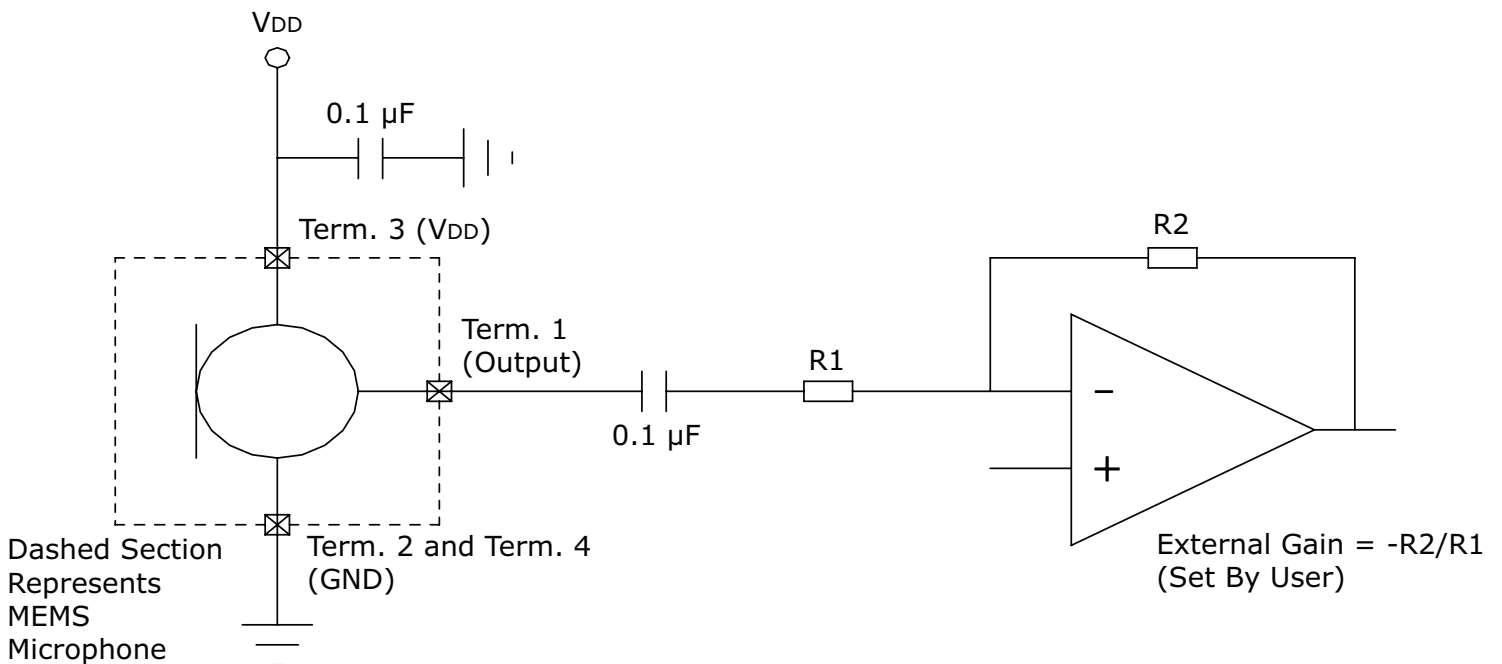 VDD
0.1 µF
Term. 3 (VDD)
R2
Term. 1
(Output)
R1
0.1 µF
−
+
Dashed Section
Represents
MEMS
Microphone
Term. 2 and Term. 4
(GND)
External Gain = -R2/R1
(Set By User)